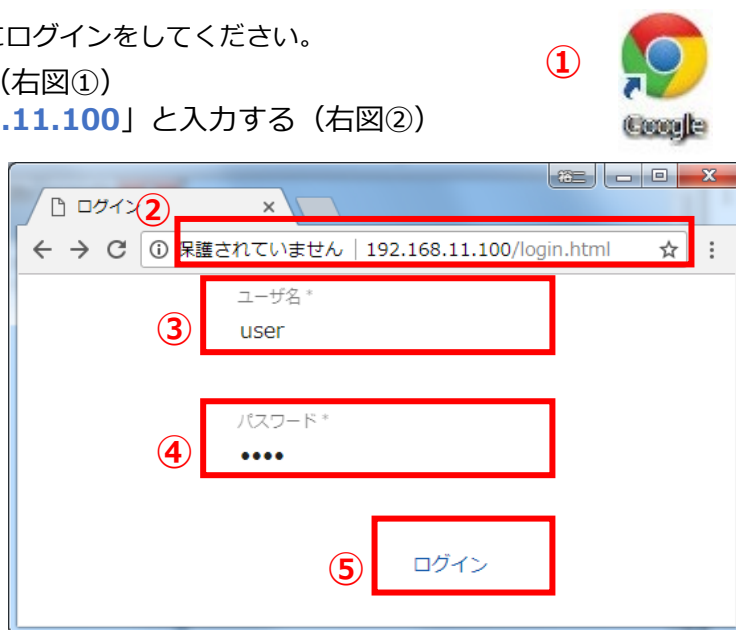 にログインをしてください。
①
（右図①）
.11.100」と入力する（右図②）
Google
裕二
ログイン
②
保護されていません | 192.168.11.100/login.html
③
ユーザ名 *
user
④
パスワード *
••••
⑤
ログイン